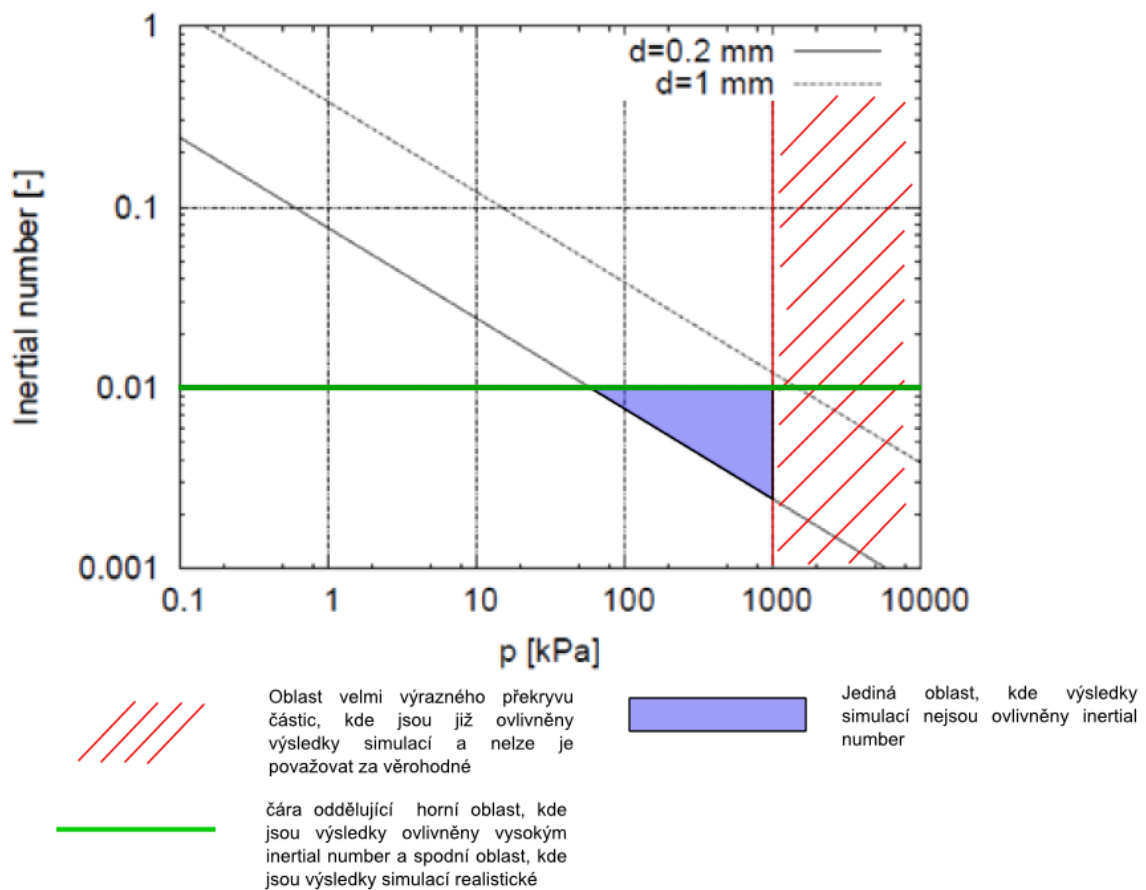 d=0.2 mm
d=1 mm
1
0.1
0.01
0.001
Inertial number [-]
0.1 1 10 100 1000 10000
p [kPa]
Oblast velmi výrazného překryvu
částic, kde jsou již ovlivněny
výsledky simulací a nelze je
považovat za věrohodné
Jediná oblast, kde výsledky
simulací nejsou ovlivněny inertial
number
čára oddělující horní oblast, kde
jsou výsledky ovlivněny vysokým
inertial number a spodní oblast, kde
jsou výsledky simulací realistické